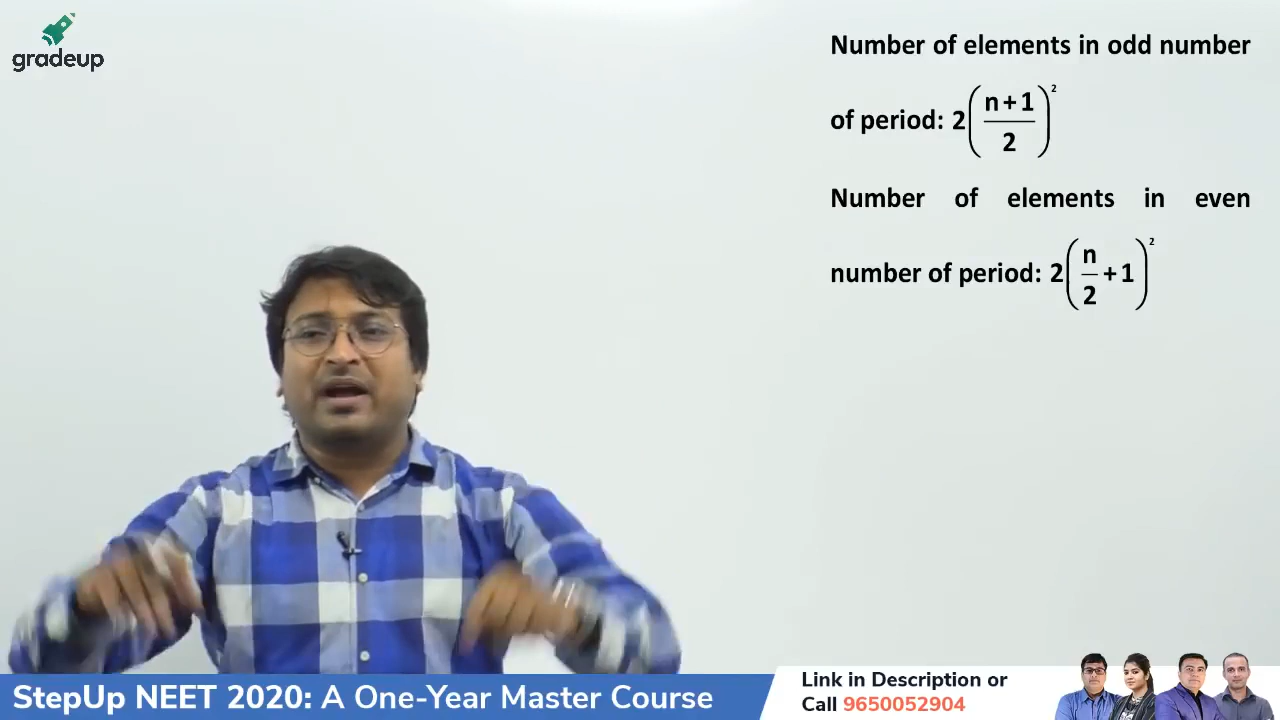 gradeup
Number of elements in odd number
of period: 2((n+1)/2)²
Number of elements in even
number of period: 2(n/2+1)²
StepUp NEET 2020: A One-Year Master Course
Link in Description or
Call 9650052904